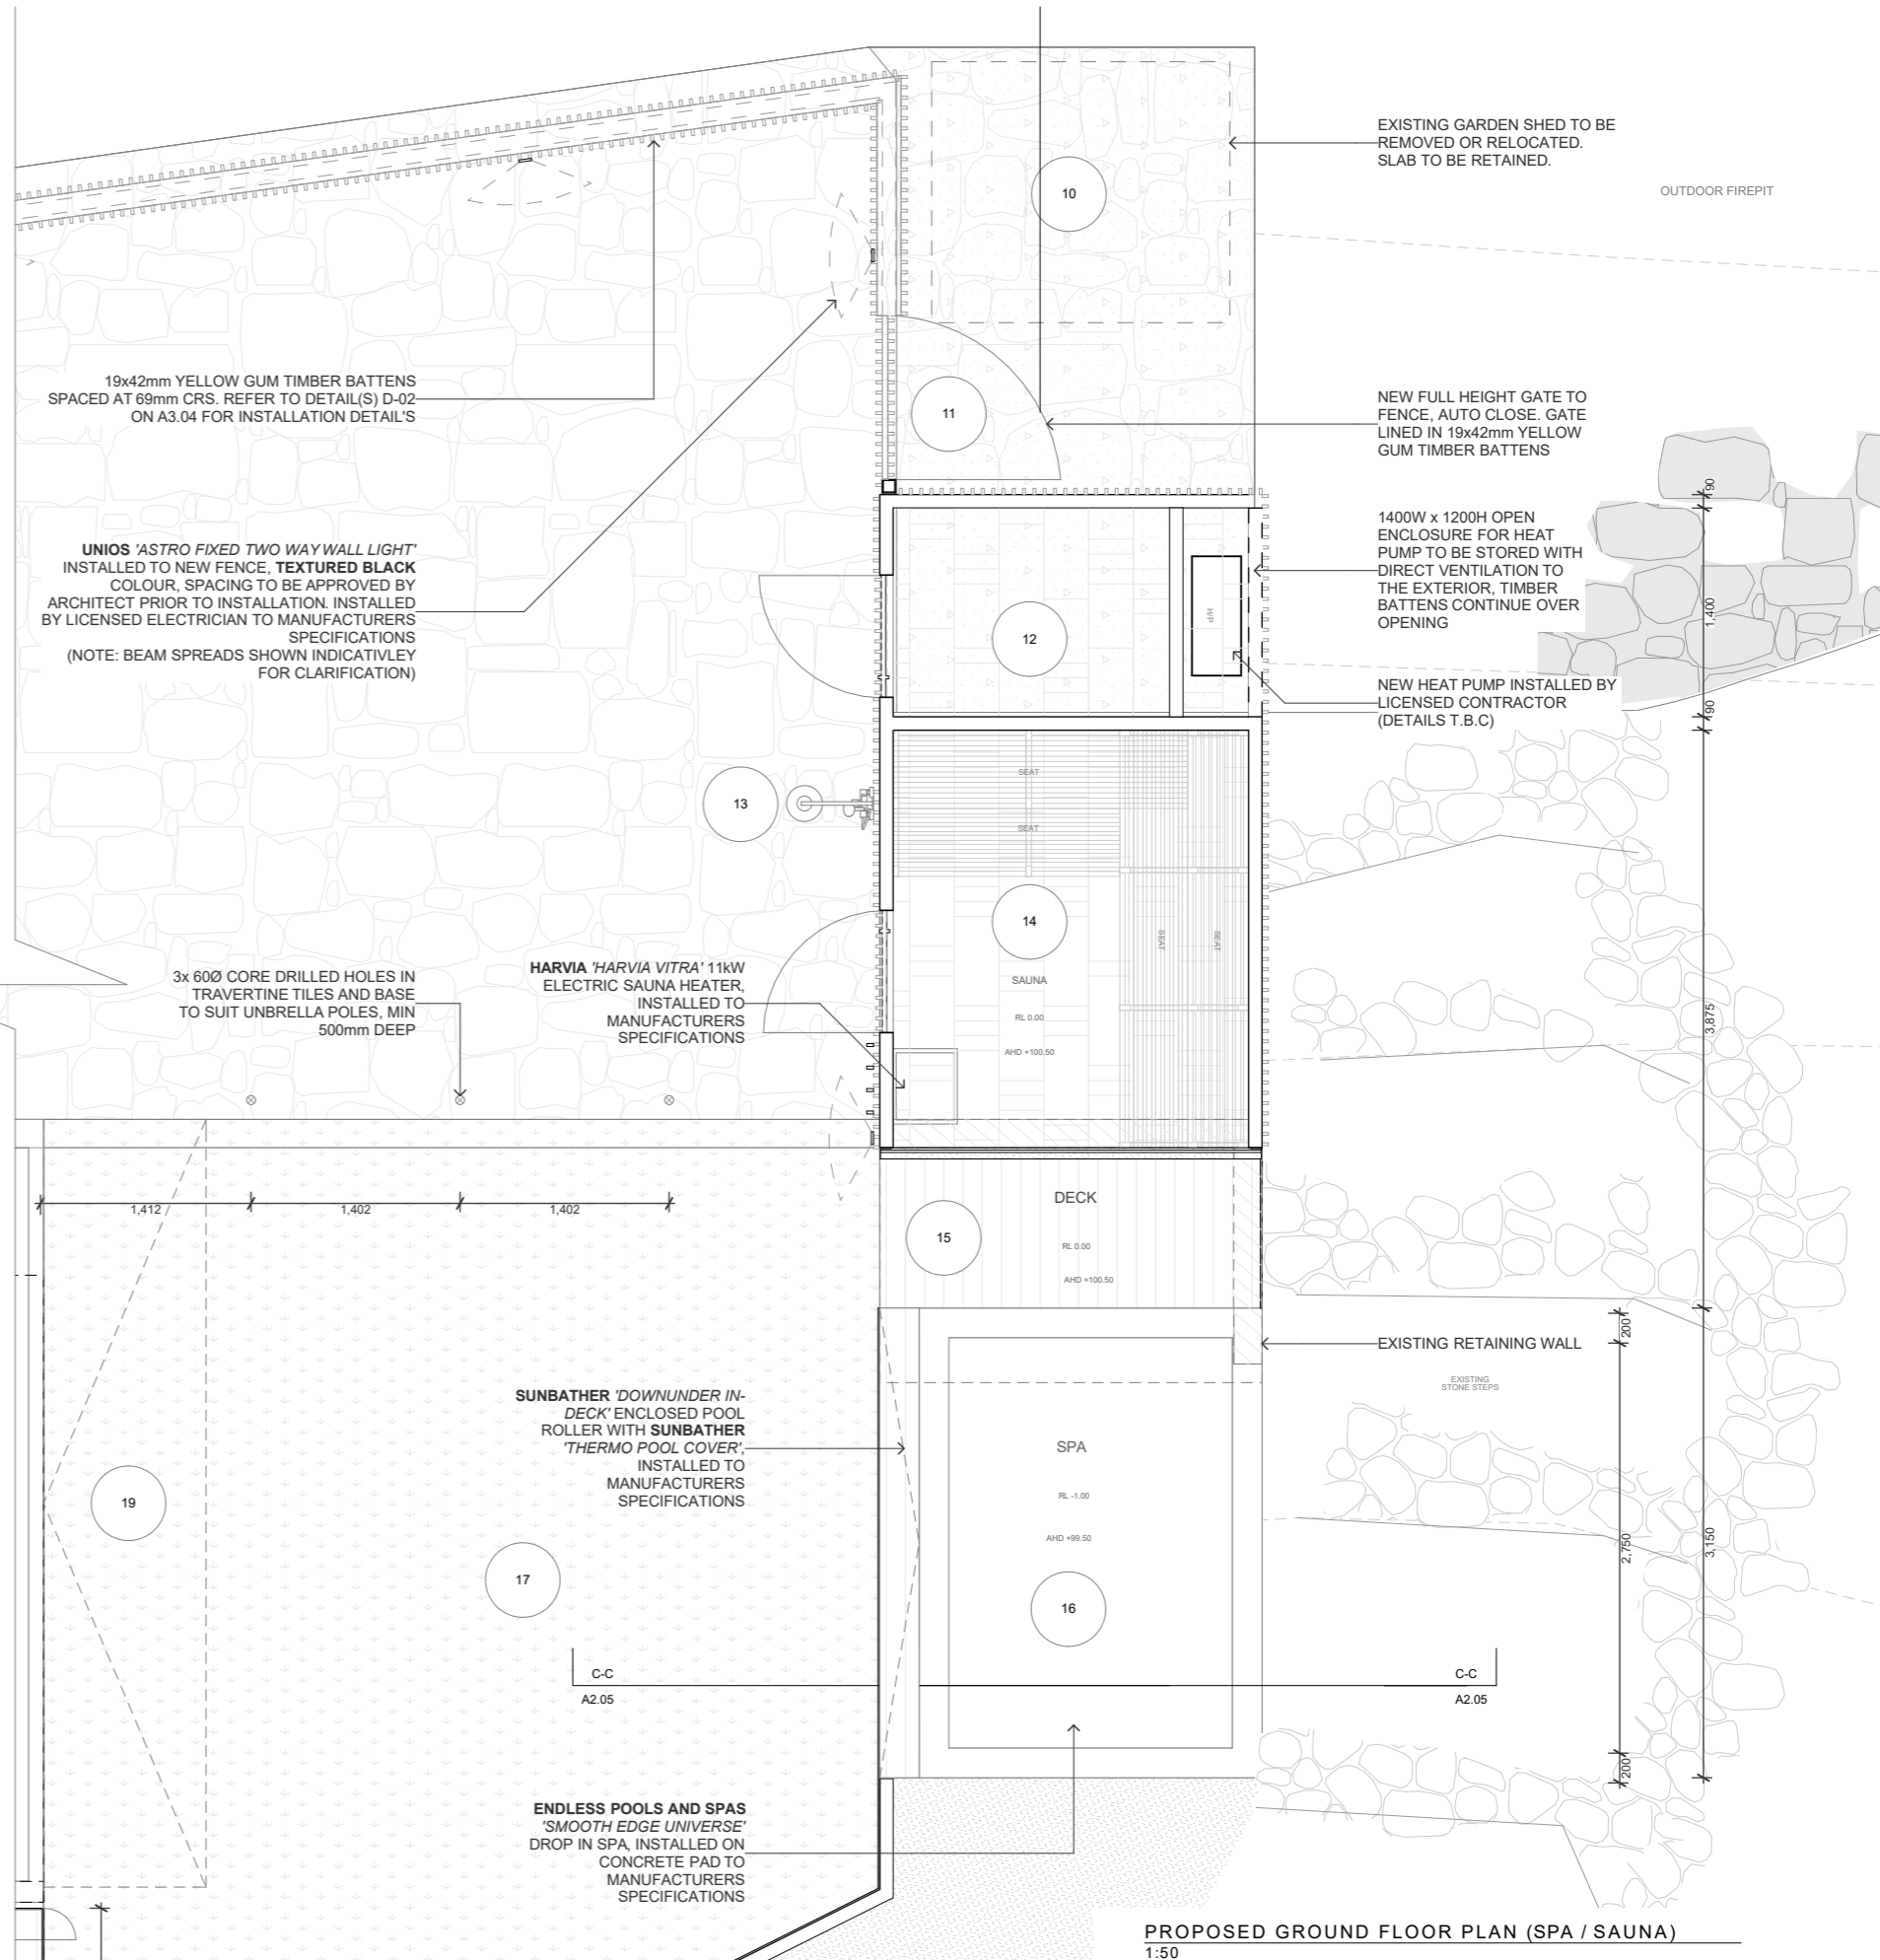 EXISTING GARDEN SHED TO BE
REMOVED OR RELOCATED.
SLAB TO BE RETAINED.
OUTDOOR FIREPIT
10
19x42mm YELLOW GUM TIMBER BATTENS
SPACED AT 69mm CRS. REFER TO DETAIL(S) D-02
ON A3.04 FOR INSTALLATION DETAIL'S
11
NEW FULL HEIGHT GATE TO
FENCE, AUTO CLOSE. GATE
LINED IN 19x42mm YELLOW
GUM TIMBER BATTENS
UNIOS 'ASTRO FIXED TWO WAY WALL LIGHT'
INSTALLED TO NEW FENCE, TEXTURED BLACK
COLOUR, SPACING TO BE APPROVED BY
ARCHITECT PRIOR TO INSTALLATION. INSTALLED
BY LICENSED ELECTRICIAN TO MANUFACTURERS
SPECIFICATIONS
(NOTE: BEAM SPREADS SHOWN INDICATIVLEY
FOR CLARIFICATION)
1400W x 1200H OPEN
ENCLOSURE FOR HEAT
PUMP TO BE STORED WITH
DIRECT VENTILATION TO
THE EXTERIOR, TIMBER
BATTENS CONTINUE OVER
OPENING
90
1,400
90
12
H/P
NEW HEAT PUMP INSTALLED BY
LICENSED CONTRACTOR
(DETAILS T.B.C)
SEAT
SEAT
13
14
SEAT
SEAT
SAUNA
RL 0.00
AHD +100.50
3,875
3x 60Ø CORE DRILLED HOLES IN
TRAVERTINE TILES AND BASE
TO SUIT UNBRELLA POLES, MIN
500mm DEEP
HARVIA 'HARVIA VITRA' 11kW
ELECTRIC SAUNA HEATER,
INSTALLED TO
MANUFACTURERS
SPECIFICATIONS
1,412
1,402
1,402
DECK
15
RL 0.00
AHD +100.50
EXISTING RETAINING WALL
EXISTING
STONE STEPS
200
2,750
200
3,150
SUNBATHER 'DOWNUNDER IN-
DECK' ENCLOSED POOL
ROLLER WITH SUNBATHER
'THERMO POOL COVER',
INSTALLED TO
MANUFACTURERS
SPECIFICATIONS
SPA
RL -1.00
AHD +99.50
19
17
16
C-C
A2.05
C-C
A2.05
ENDLESS POOLS AND SPAS
'SMOOTH EDGE UNIVERSE'
DROP IN SPA, INSTALLED ON
CONCRETE PAD TO
MANUFACTURERS
SPECIFICATIONS
PROPOSED GROUND FLOOR PLAN (SPA / SAUNA)
1:50